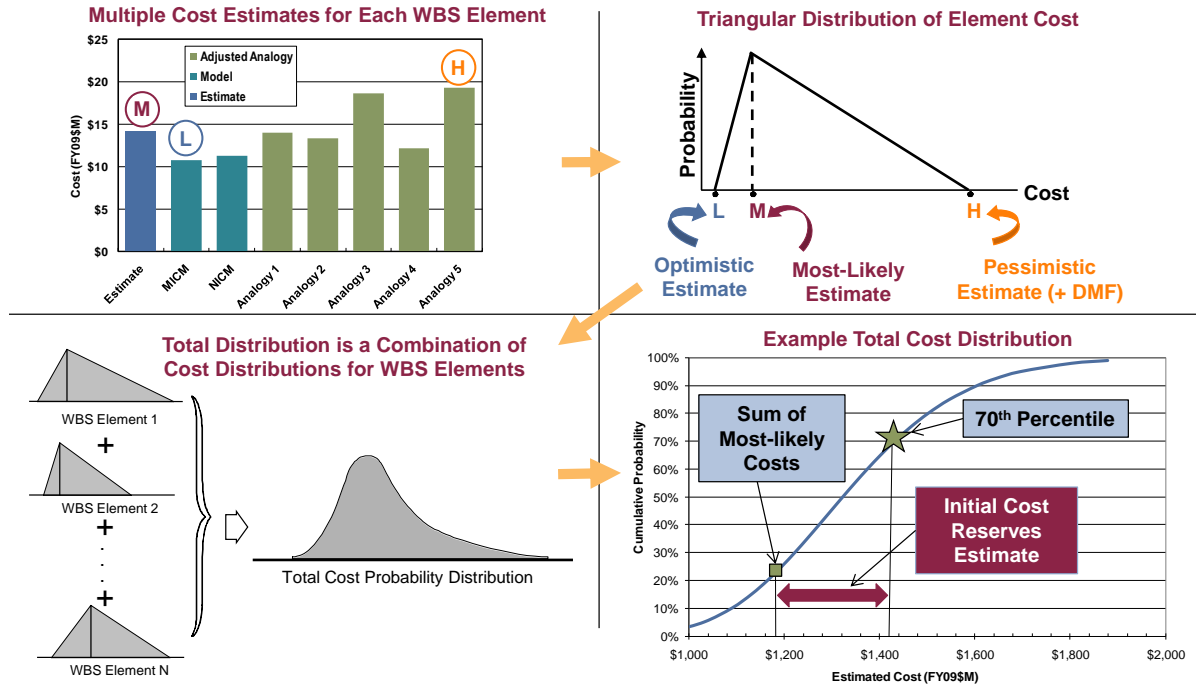 Multiple Cost Estimates for Each WBS Element
Cost (FY09$M)
$25
$20
$15
$10
$5
$0
Adjusted Analogy
Model
Estimate
M
L
H
Estimate
MICM
NICM
Analogy 1
Analogy 2
Analogy 3
Analogy 4
Analogy 5
Triangular Distribution of Element Cost
Probability
Cost
L
M
H
Optimistic
Estimate
Most-Likely
Estimate
Pessimistic
Estimate (+ DMF)
Total Distribution is a Combination of
Cost Distributions for WBS Elements
WBS Element 1
+
WBS Element 2
+
.
.
.
+
WBS Element N
Total Cost Probability Distribution
Example Total Cost Distribution
Cumulative Probability
100%
90%
80%
70%
60%
50%
40%
30%
20%
10%
0%
Sum of
Most-likely
Costs
70th Percentile
Initial Cost
Reserves
Estimate
$1,000
$1,200
$1,400
$1,600
$1,800
$2,000
Estimated Cost (FY09$M)